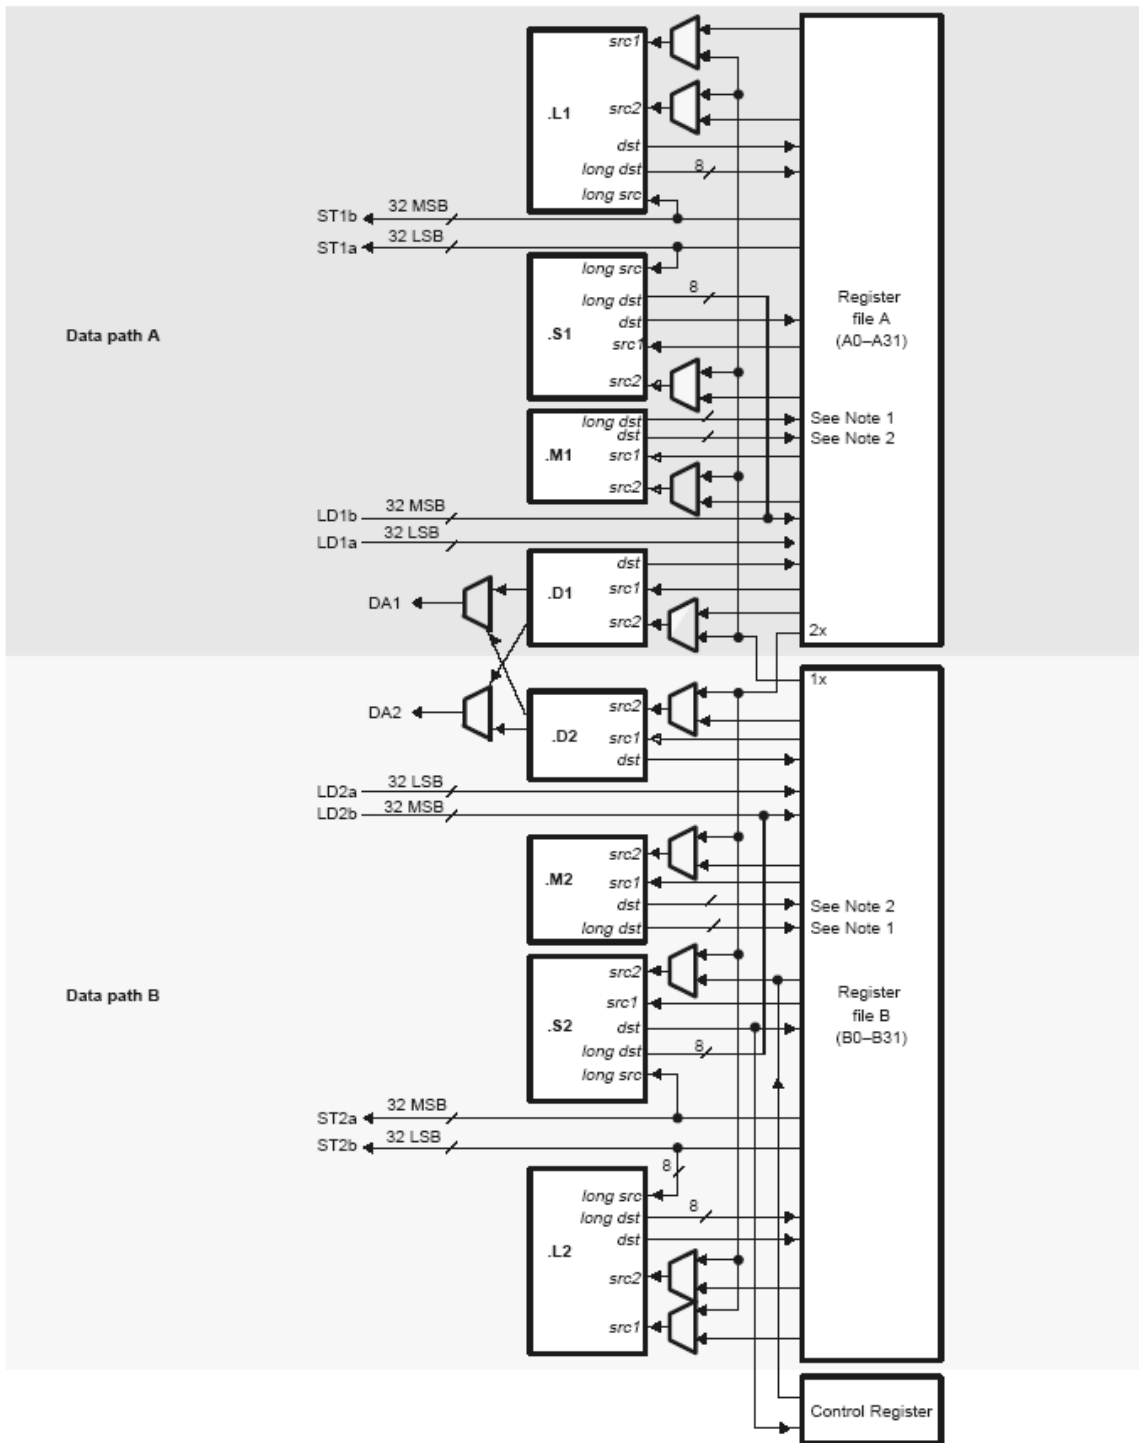 src1
.L1
src2
dst
long dst
8
long src
ST1b
32 MSB
ST1a
32 LSB
long src
8
long dst
Register
file A
(A0–A31)
Data path A
.S1
dst
src1
src2
long dst
See Note 1
dst
See Note 2
.M1
src1
src2
LD1b
32 MSB
LD1a
32 LSB
dst
.D1
src1
DA1
src2
2x
1x
src2
DA2
.D2
src1
dst
LD2a
32 LSB
LD2b
32 MSB
src2
.M2
src1
dst
See Note 2
long dst
See Note 1
src2
Data path B
Register
file B
(B0–B31)
src1
.S2
dst
long dst
8
long src
ST2a
32 MSB
ST2b
32 LSB
8
long src
8
long dst
dst
.L2
src2
src1
Control Register